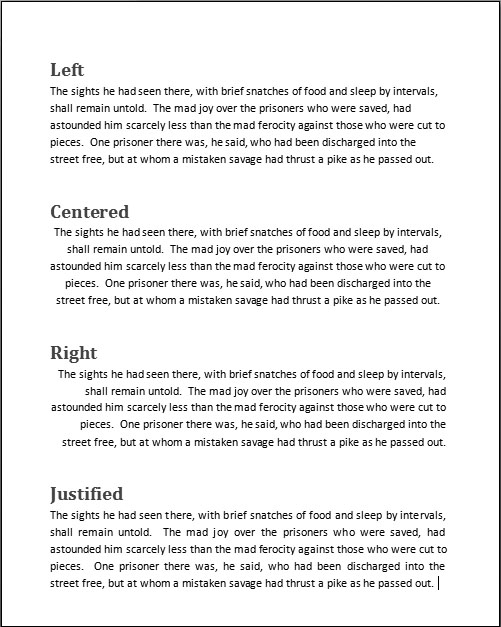 Left
The sights he had seen there, with brief snatches of food and sleep by intervals,
shall remain untold.  The mad joy over the prisoners who were saved, had
astounded him scarcely less than the mad ferocity against those who were cut to
pieces.  One prisoner there was, he said, who had been discharged into the
street free, but at whom a mistaken savage had thrust a pike as he passed out.
Centered
The sights he had seen there, with brief snatches of food and sleep by intervals,
shall remain untold.  The mad joy over the prisoners who were saved, had
astounded him scarcely less than the mad ferocity against those who were cut to
pieces.  One prisoner there was, he said, who had been discharged into the
street free, but at whom a mistaken savage had thrust a pike as he passed out.
Right
The sights he had seen there, with brief snatches of food and sleep by intervals,
shall remain untold.  The mad joy over the prisoners who were saved, had
astounded him scarcely less than the mad ferocity against those who were cut to
pieces.  One prisoner there was, he said, who had been discharged into the
street free, but at whom a mistaken savage had thrust a pike as he passed out.
Justified
The sights he had seen there, with brief snatches of food and sleep by intervals,
shall remain untold.  The mad joy over the prisoners who were saved, had
astounded him scarcely less than the mad ferocity against those who were cut to
pieces.  One prisoner there was, he said, who had been discharged into the
street free, but at whom a mistaken savage had thrust a pike as he passed out.